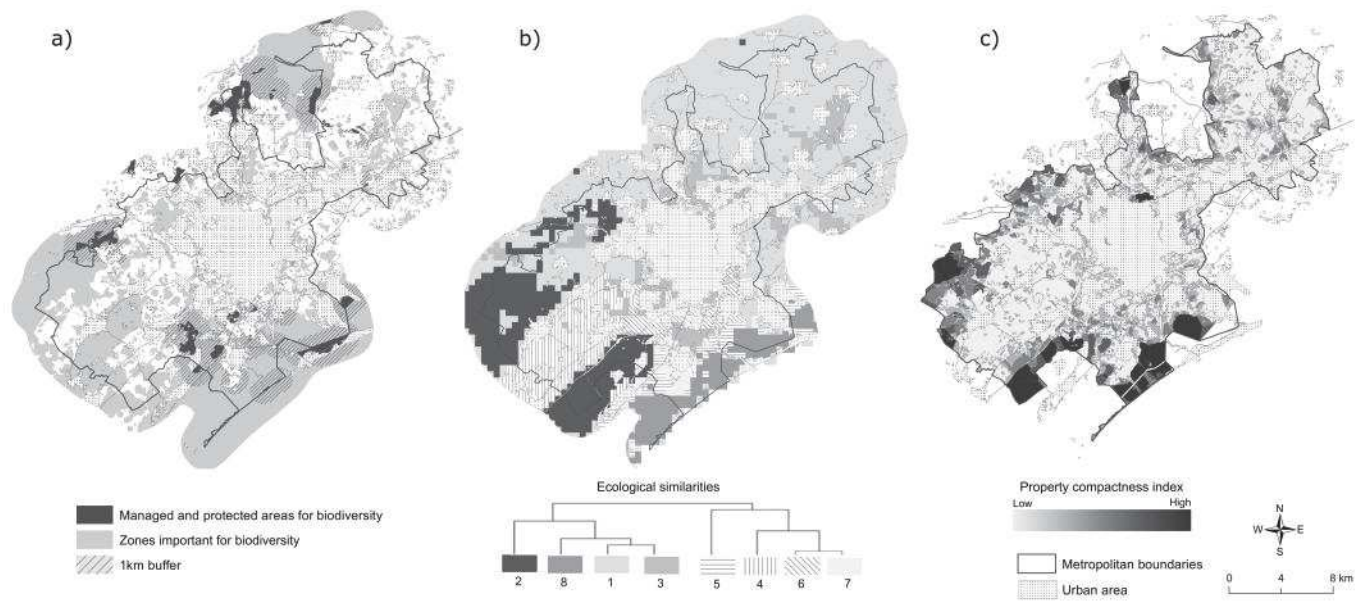 a)
b)
c)
Managed and protected areas for biodiversity
Zones important for biodiversity
1km buffer
Ecological similarities
2 8 1 3 5 4 6 7
Property compactness index
Low High
Metropolitan boundaries
Urban area
N
W E
S
0 4 8 km